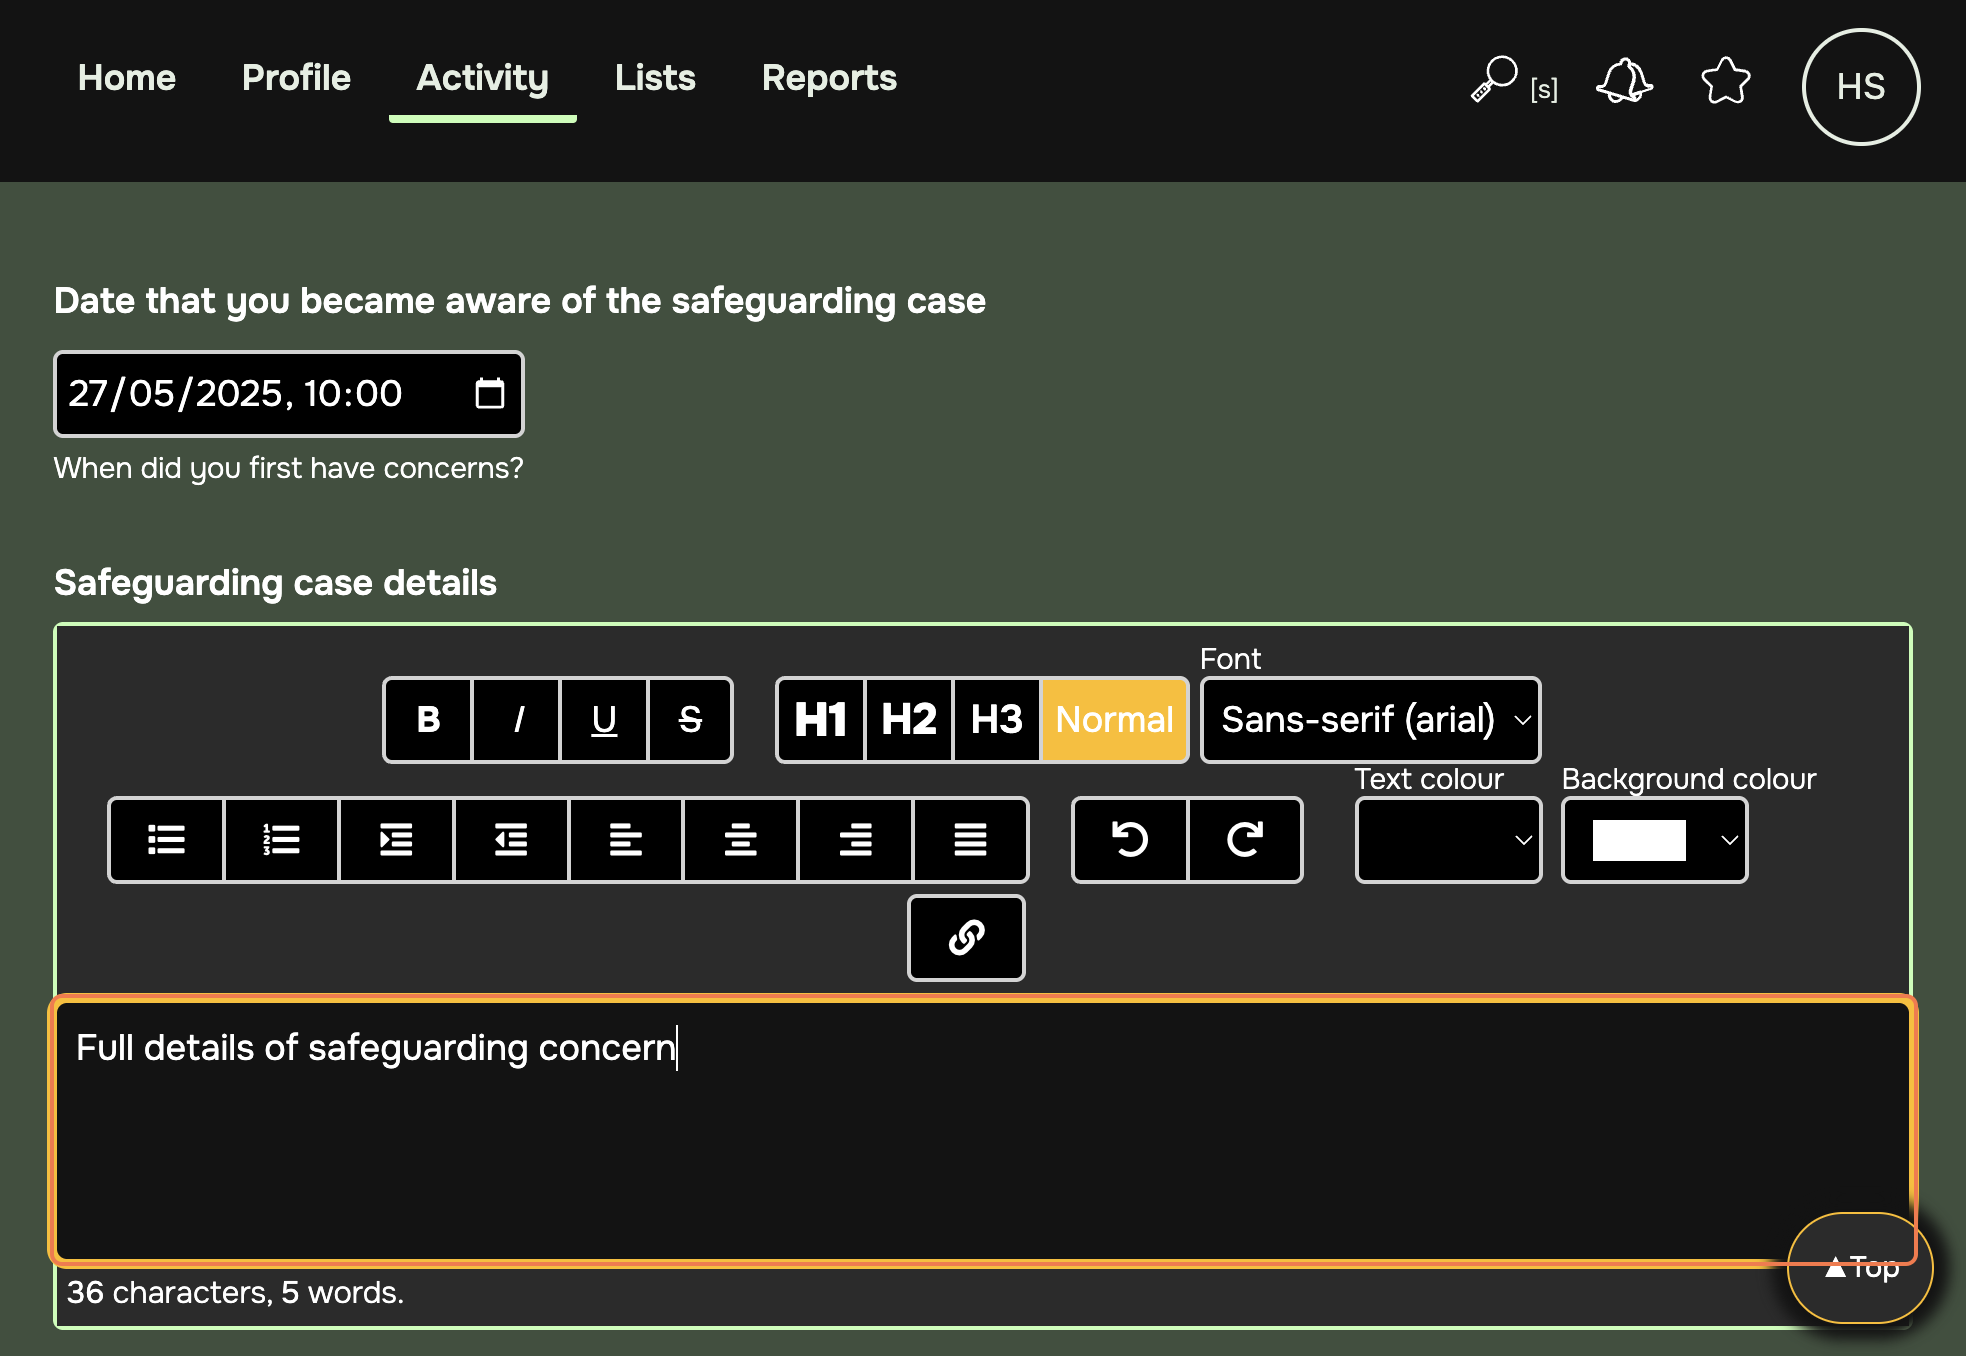 Home Profile Activity Lists Reports [s] HS
Date that you became aware of the safeguarding case
27/05/2025, 10:00
When did you first have concerns?
Safeguarding case details
Font
B I U S H1 H2 H3 Normal Sans-serif (arial)
Text colour Background colour
Full details of safeguarding concern
▲Top
36 characters, 5 words.